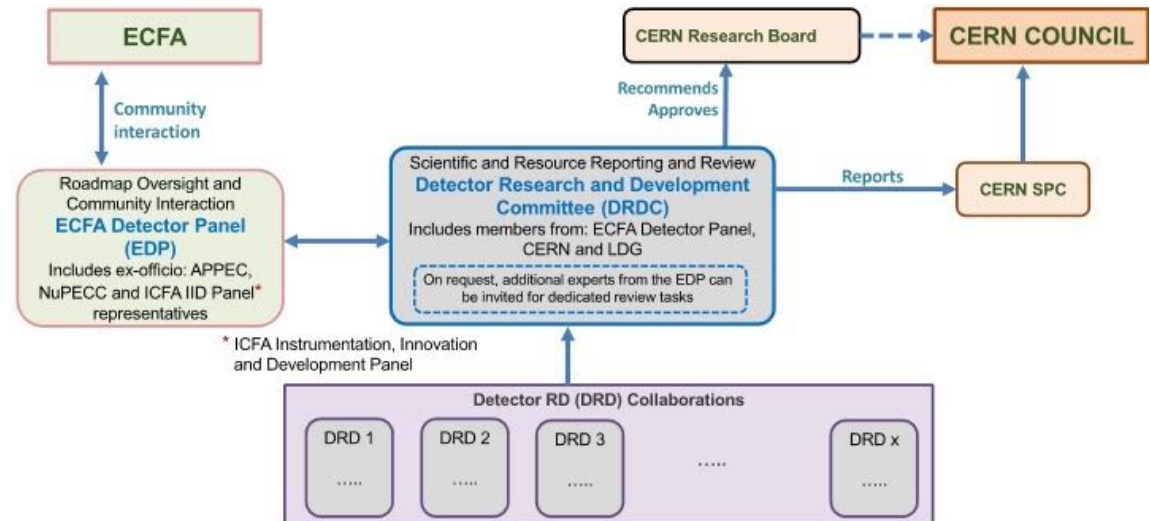 ECFA
CERN Research Board
CERN COUNCIL
Community
interaction
Recommends
Approves
Roadmap Oversight and
Community Interaction
ECFA Detector Panel
(EDP)
Includes ex-officio: APPEC,
NuPECC and ICFA IID Panel*
representatives
Scientific and Resource Reporting and Review
Detector Research and Development
Committee (DRDC)
Includes members from: ECFA Detector Panel,
CERN and LDG
On request, additional experts from the EDP can
be invited for dedicated review tasks
Reports
CERN SPC
* ICFA Instrumentation, Innovation
and Development Panel
Detector RD (DRD) Collaborations
DRD 1
.....
DRD 2
.....
DRD 3
.....
.....
DRD x
.....